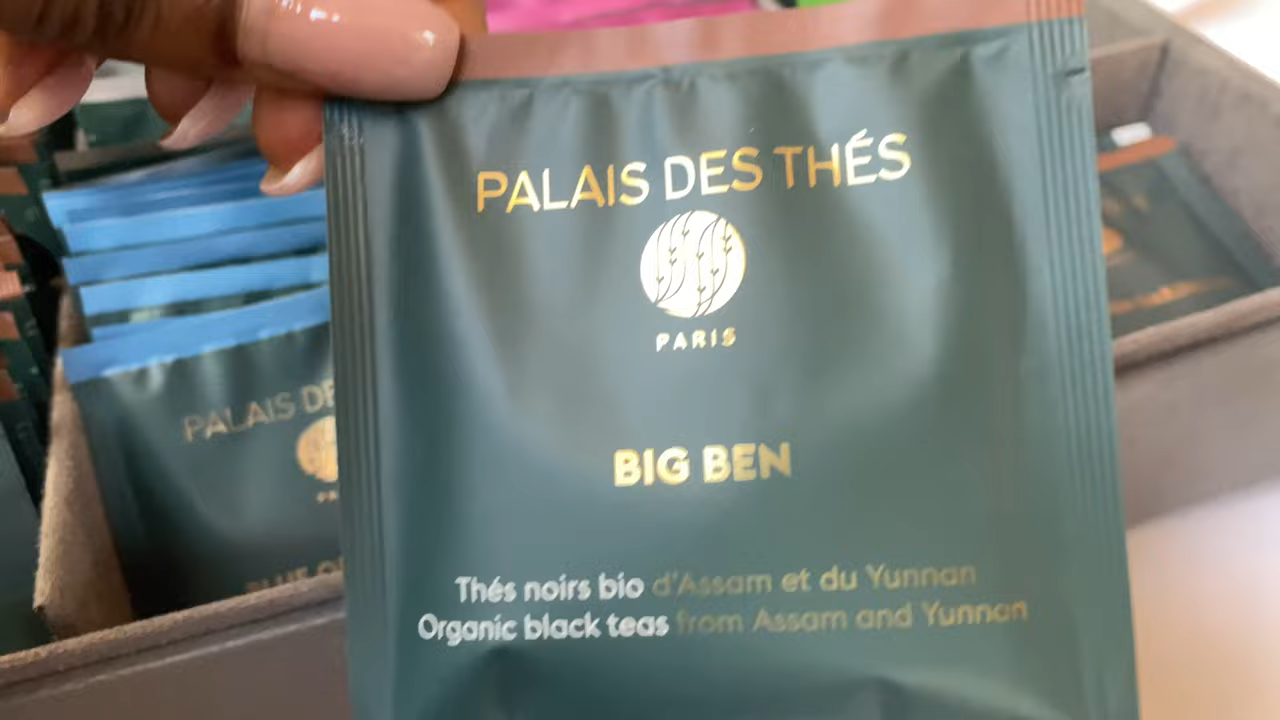 PALAIS DES THÉS
PARIS
BIG BEN
Thés noirs bio d'Assam et du Yunnan
Organic black teas from Assam and Yunnan
PALAIS